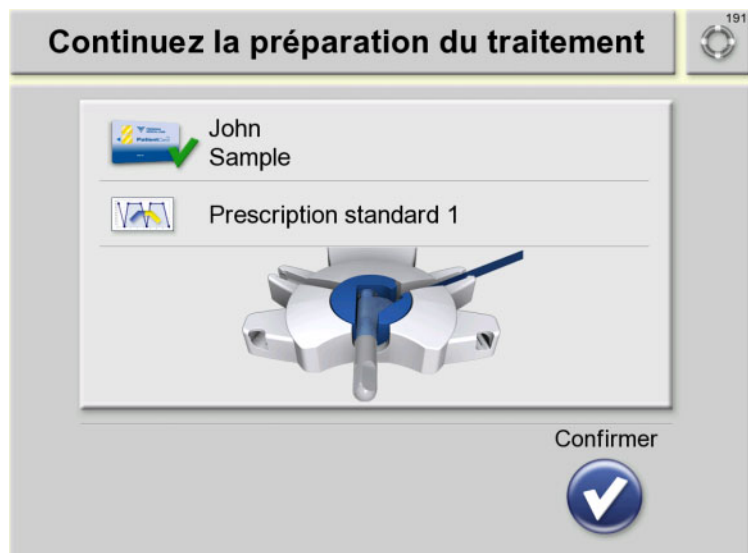 Continuez la préparation du traitement
191
John
Sample
Prescription standard 1
Confirmer